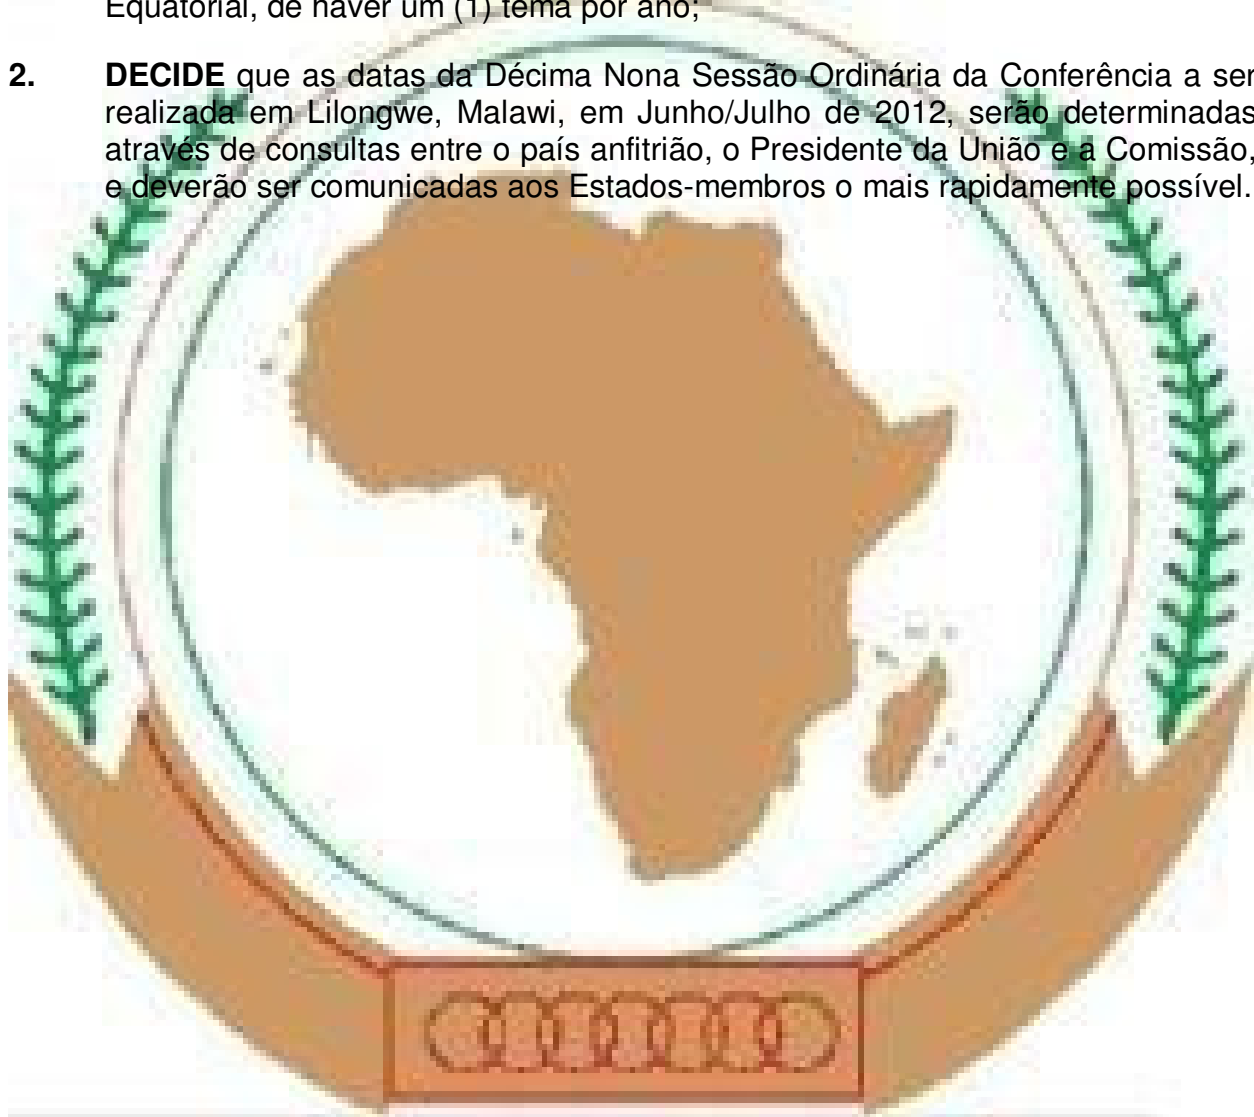 Equatorial, de haver um (1) tema por ano;
2. DECIDE que as datas da Décima Nona Sessão Ordinária da Conferência a ser
realizada em Lilongwe, Malawi, em Junho/Julho de 2012, serão determinadas
através de consultas entre o país anfitrião, o Presidente da União e a Comissão,
e deverão ser comunicadas aos Estados-membros o mais rapidamente possível.